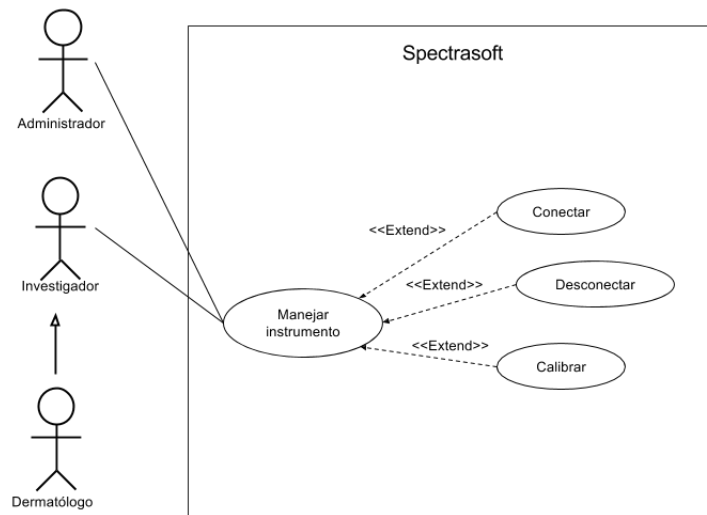 Spectrasoft
Administrador
Investigador
Dermatólogo
Manejar
instrumento
<<Extend>>
Conectar
<<Extend>>
Desconectar
<<Extend>>
Calibrar